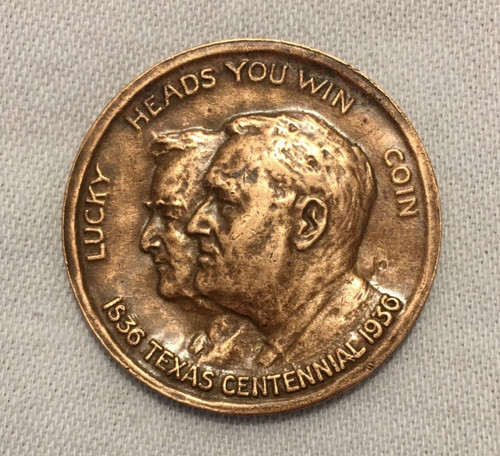 LUCKY HEADS YOU WIN COIN
1836 TEXAS CENTENNIAL 1936